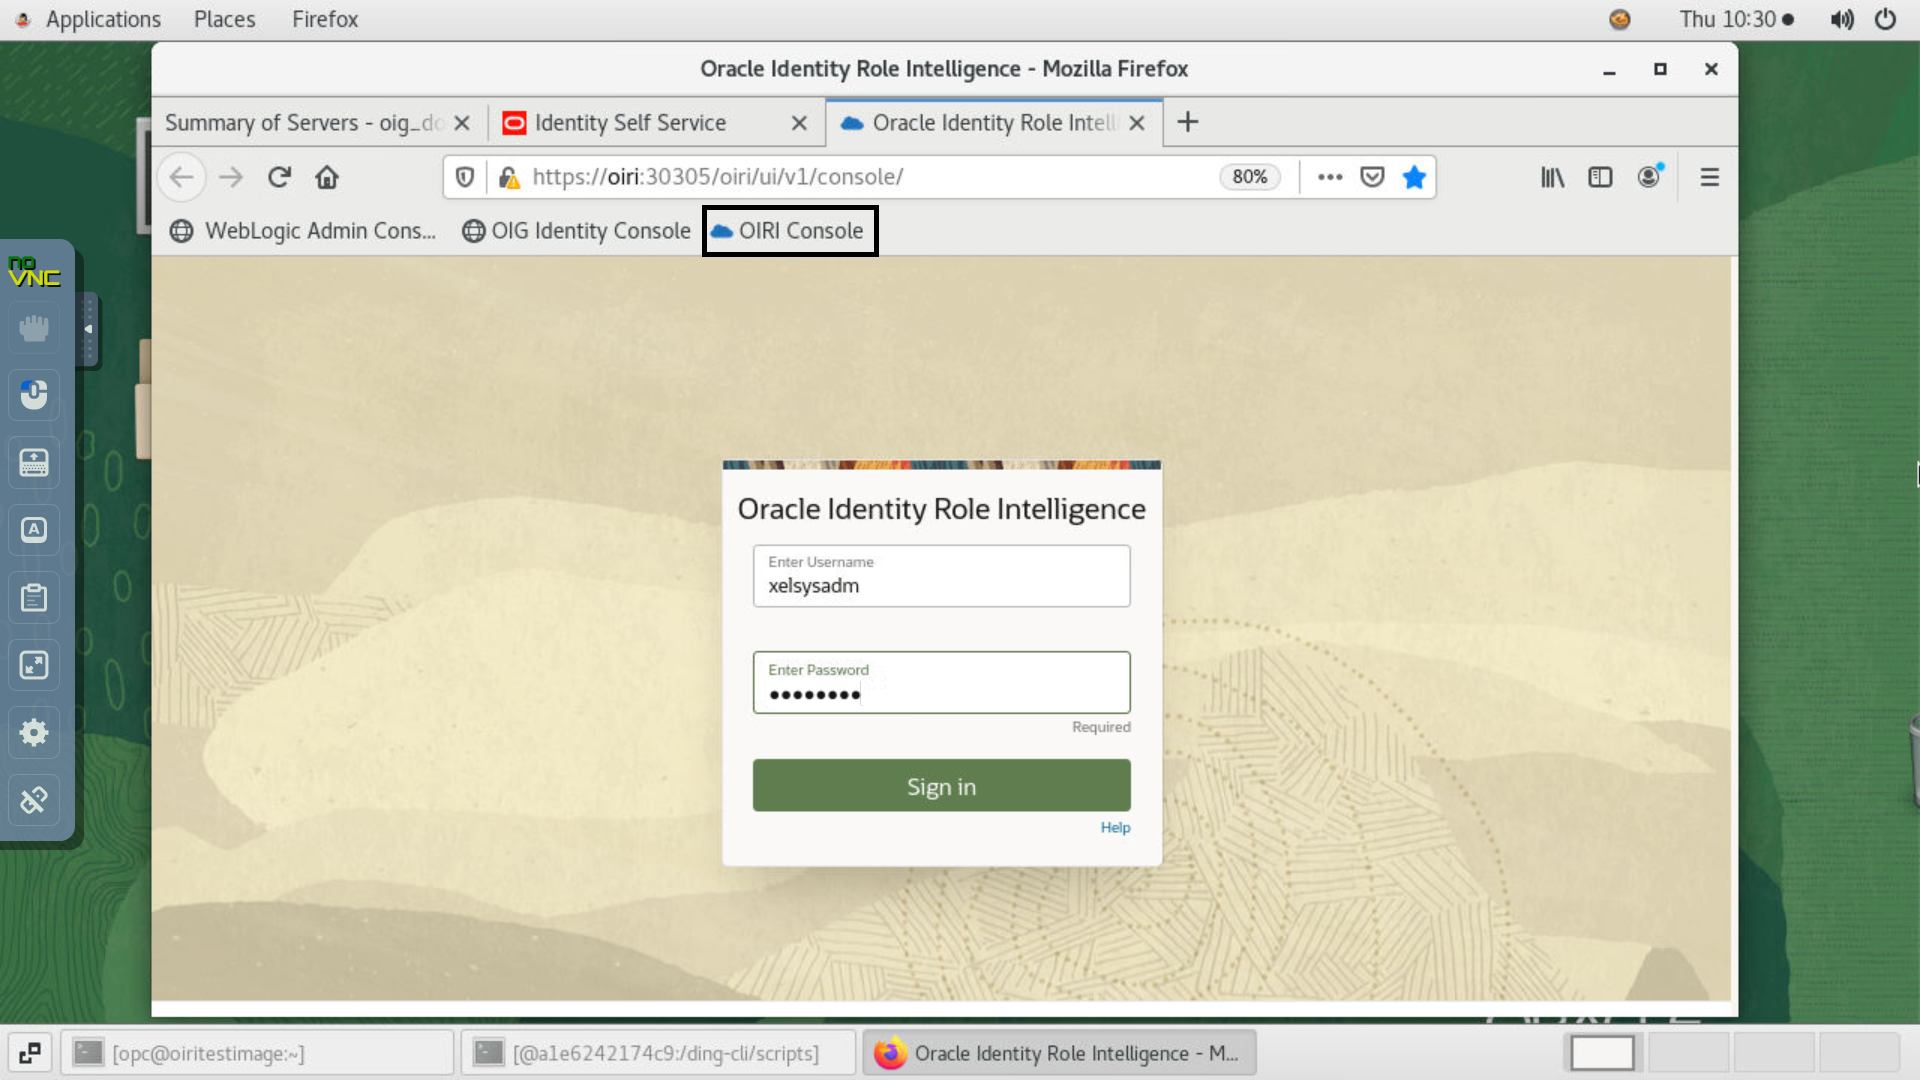 Applications Places Firefox Thu 10:30
Oracle Identity Role Intelligence - Mozilla Firefox
Summary of Servers - oig_do Identity Self Service Oracle Identity Role Intell
https://oiri:30305/oiri/ui/v1/console/ 80%
WebLogic Admin Cons... OIG Identity Console OIRI Console
no
VNC
A
Oracle Identity Role Intelligence
Enter Username
xelsysadm
Enter Password
Required
Sign in
Help
[opc@oiritestimage:~] [@a1e6242174c9:/ding-cli/scripts] Oracle Identity Role Intelligence - M...